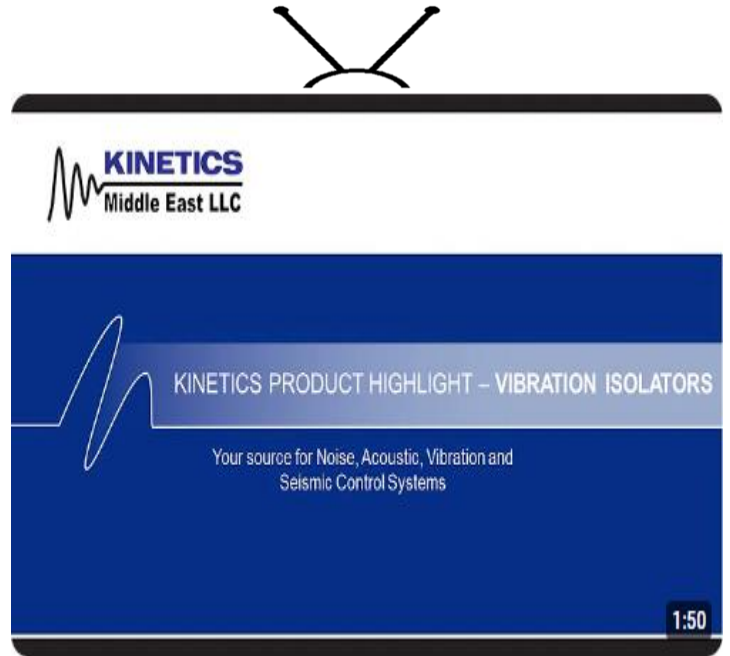 KINETICS
Middle East LLC
KINETICS PRODUCT HIGHLIGHT – VIBRATION ISOLATORS
Your source for Noise, Acoustic, Vibration and
Seismic Control Systems
1:50